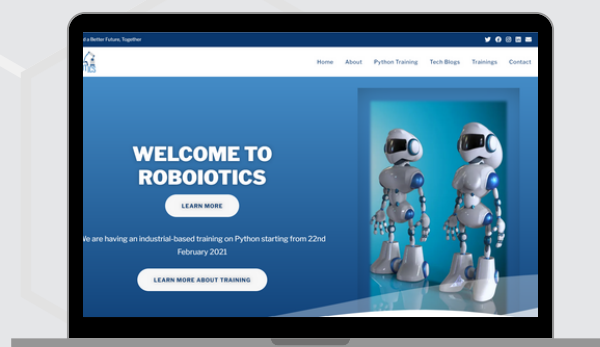 a Better Future, Together
Home About Python Training Tech Blogs Trainings Contact
WELCOME TO
ROBOIOTICS
LEARN MORE
We are having an industrial-based training on Python starting from 22nd
February 2021
LEARN MORE ABOUT TRAINING